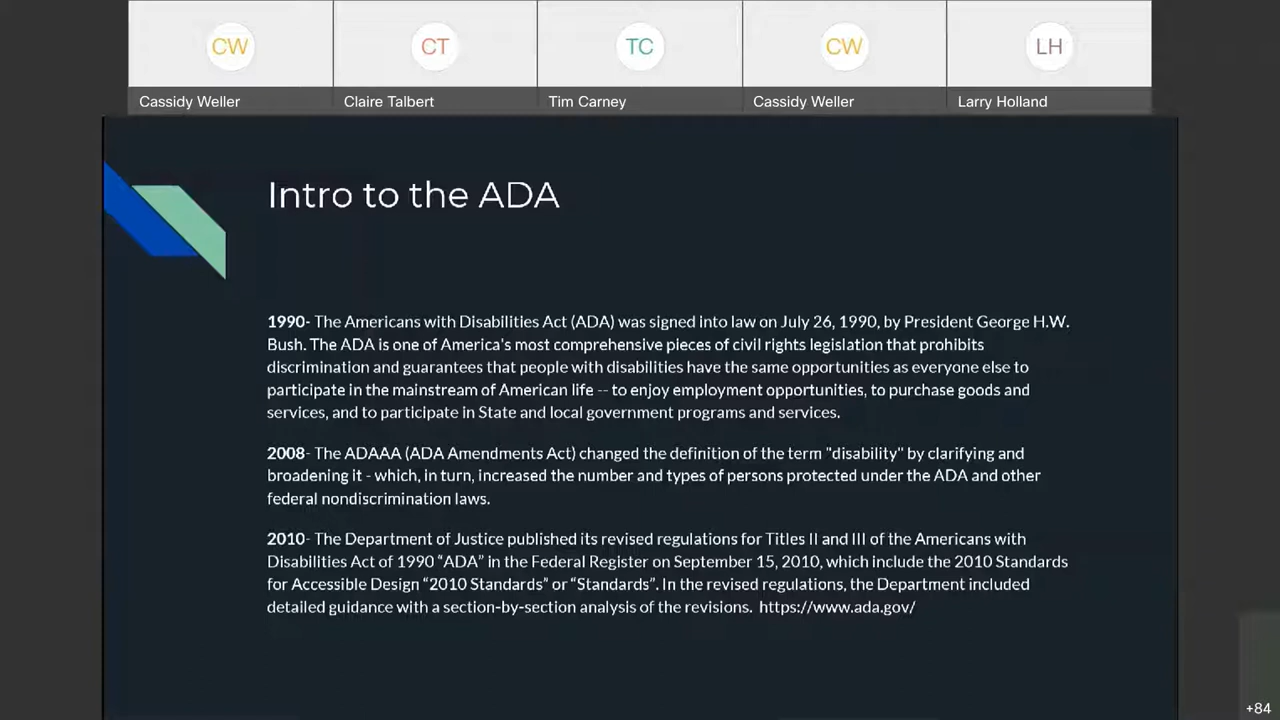 CW
CT
TC
CW
LH
Cassidy Weller
Claire Talbert
Tim Carney
Cassidy Weller
Larry Holland
Intro to the ADA
1990- The Americans with Disabilities Act (ADA) was signed into law on July 26, 1990, by President George H.W.
Bush. The ADA is one of America's most comprehensive pieces of civil rights legislation that prohibits
discrimination and guarantees that people with disabilities have the same opportunities as everyone else to
participate in the mainstream of American life -- to enjoy employment opportunities, to purchase goods and
services, and to participate in State and local government programs and services.
2008- The ADAAA (ADA Amendments Act) changed the definition of the term "disability" by clarifying and
broadening it - which, in turn, increased the number and types of persons protected under the ADA and other
federal nondiscrimination laws.
2010- The Department of Justice published its revised regulations for Titles II and III of the Americans with
Disabilities Act of 1990 “ADA” in the Federal Register on September 15, 2010, which include the 2010 Standards
for Accessible Design “2010 Standards” or “Standards”. In the revised regulations, the Department included
detailed guidance with a section-by-section analysis of the revisions. https://www.ada.gov/
+84